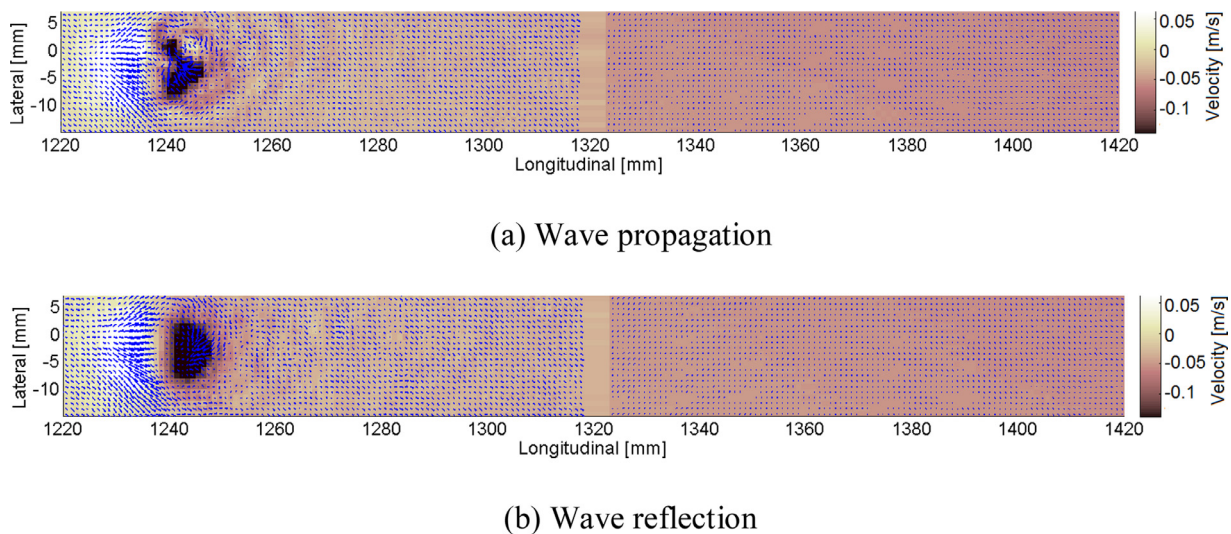 5
0
-5
-10
Lateral [mm]
1220 1240 1260 1280 1300 1320 1340 1360 1380 1400 1420
Longitudinal [mm]
0.05
0
-0.05
-0.1
Velocity [m/s]
(a) Wave propagation
5
0
-5
-10
Lateral [mm]
1220 1240 1260 1280 1300 1320 1340 1360 1380 1400 1420
Longitudinal [mm]
0.05
0
-0.05
-0.1
Velocity [m/s]
(b) Wave reflection